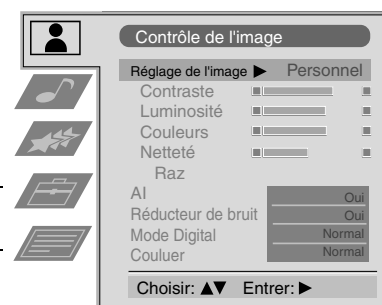 Contrôle de l'image
Réglage de l'image ▶ Personnel
Contraste
Luminosité
Couleurs
Netteté
Raz
AI Oui
Réducteur de bruit Oui
Mode Digital Normal
Couluer Normal
Choisir: ▲▼ Entrer: ▶